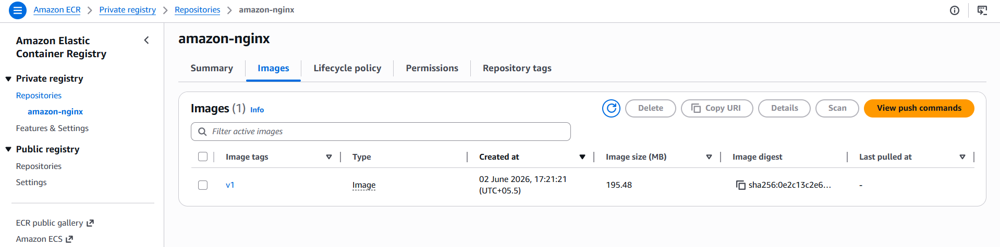 Amazon ECR > Private registry > Repositories > amazon-nginx
Amazon Elastic
Container Registry
Private registry
Repositories
amazon-nginx
Features & Settings
Public registry
Repositories
Settings
ECR public gallery
Amazon ECS
amazon-nginx
Summary Images Lifecycle policy Permissions Repository tags
Images (1) Info Delete Copy URI Details Scan View push commands
Filter active images
Image tags Type Created at Image size (MB) Image digest Last pulled at
v1 Image 02 June 2026, 17:21:21 195.48 sha256:0e2c13c2e6... -
(UTC+05.5)